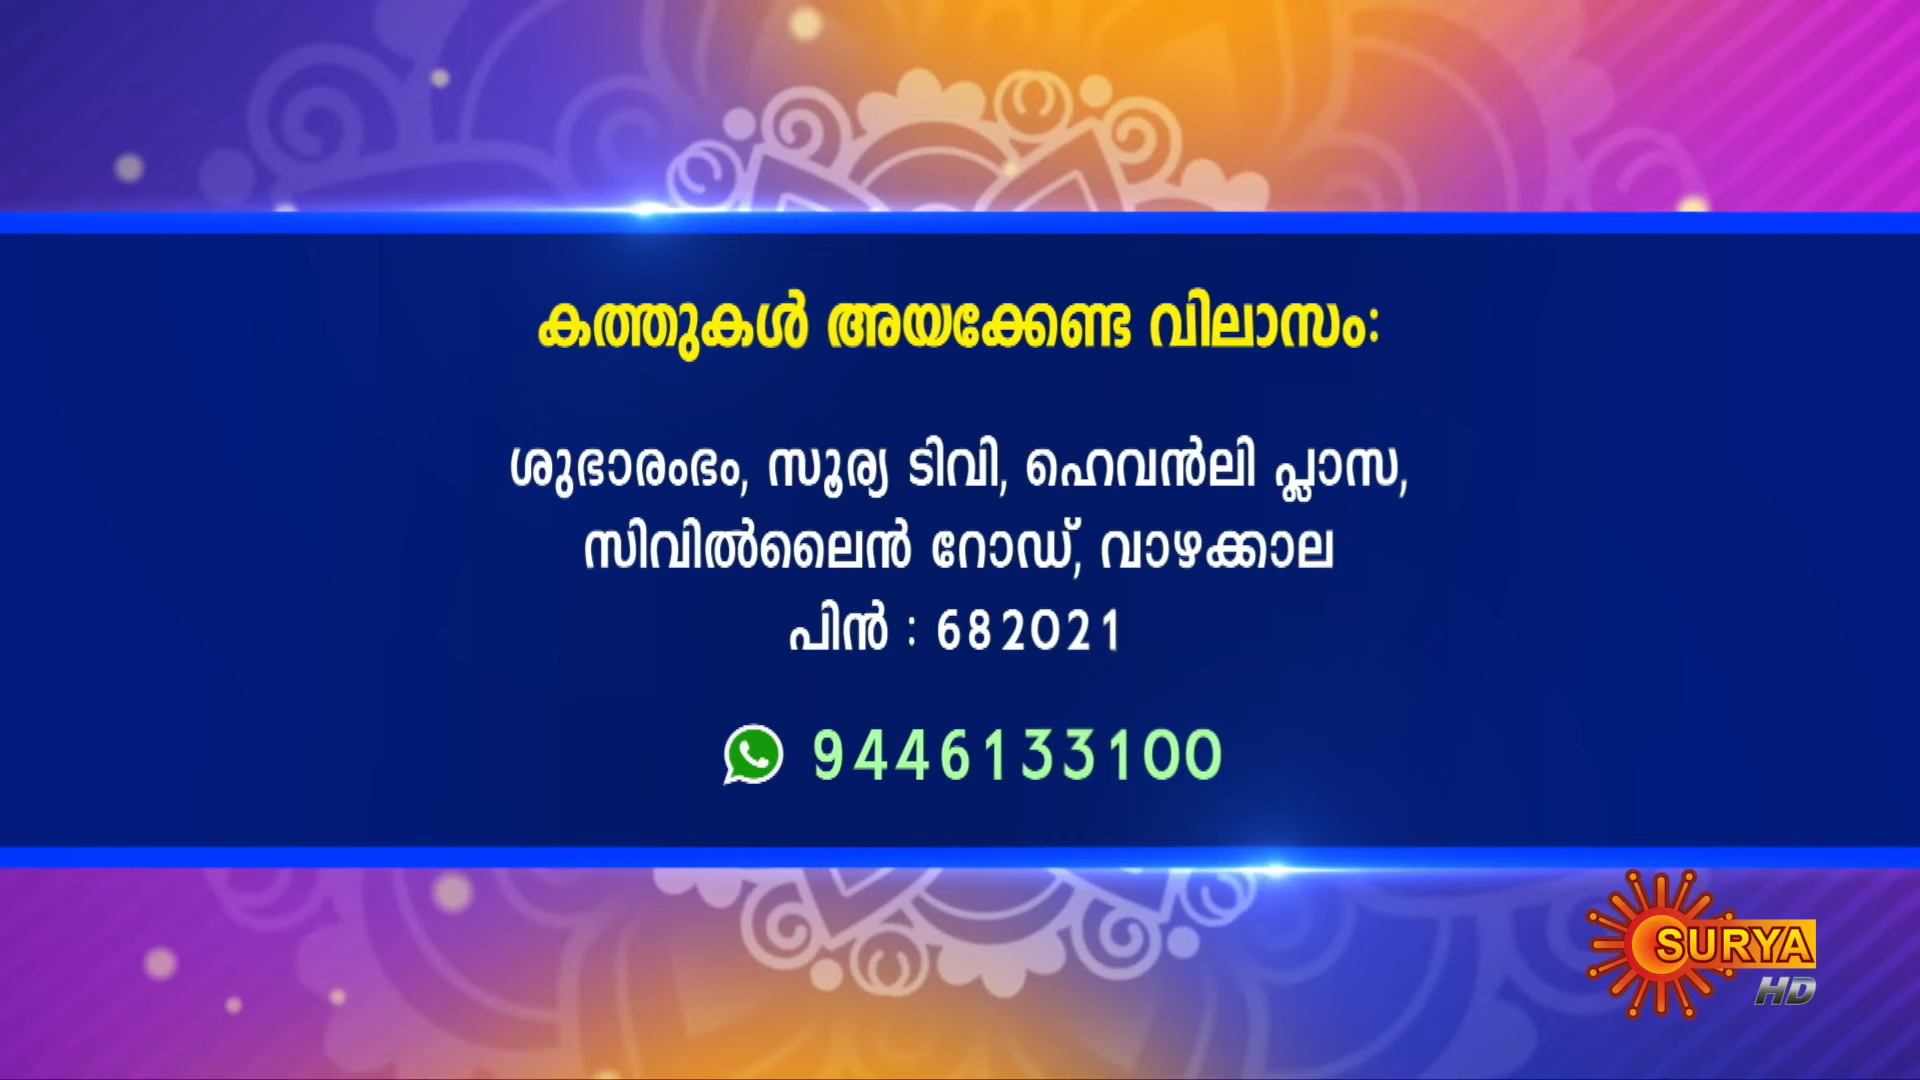 കത്തുകൾ അയക്കേണ്ട വിലാസം:
ശുഭാരംഭം, സൂര്യ ടിവി, ഹെവൻലി പ്ലാസ,
സിവിൽലൈൻ റോഡ്, വാഴക്കാല
പിൻ : 682021
9446133100
SURYA
HD